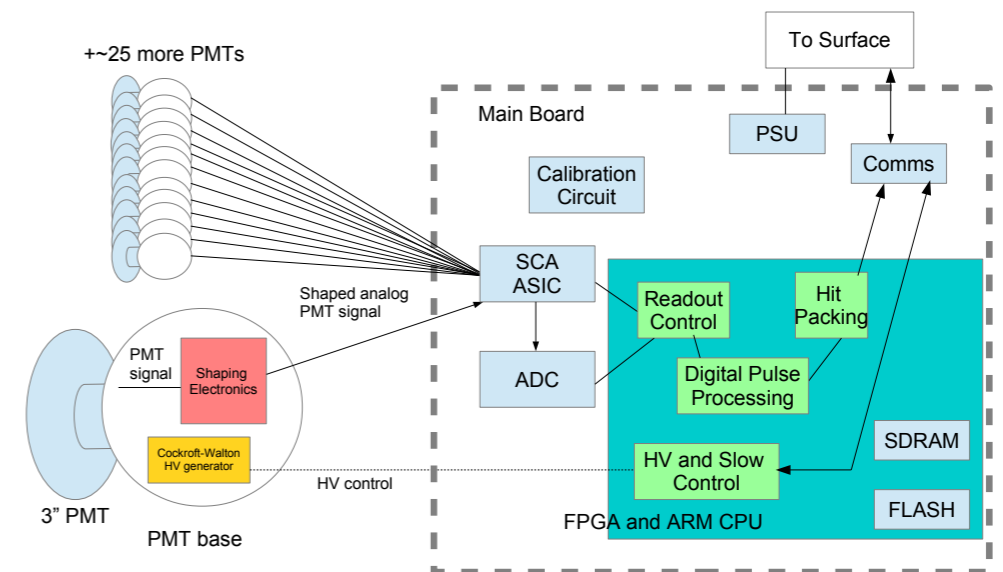 +~25 more PMTs
To Surface
Main Board
PSU
Comms
Calibration
Circuit
SCA
ASIC
Shaped analog
PMT signal
Readout
Control
Hit
Packing
PMT
signal
Shaping
Electronics
ADC
Digital Pulse
Processing
Cockroft-Walton
HV generator
HV control
HV and Slow
Control
SDRAM
FLASH
3” PMT
PMT base
FPGA and ARM CPU